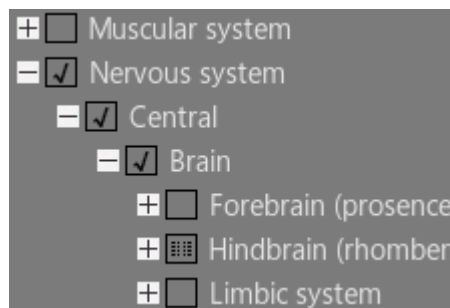 Muscular system
Nervous system
Central
Brain
Forebrain (prosence
Hindbrain (rhomber
Limbic system